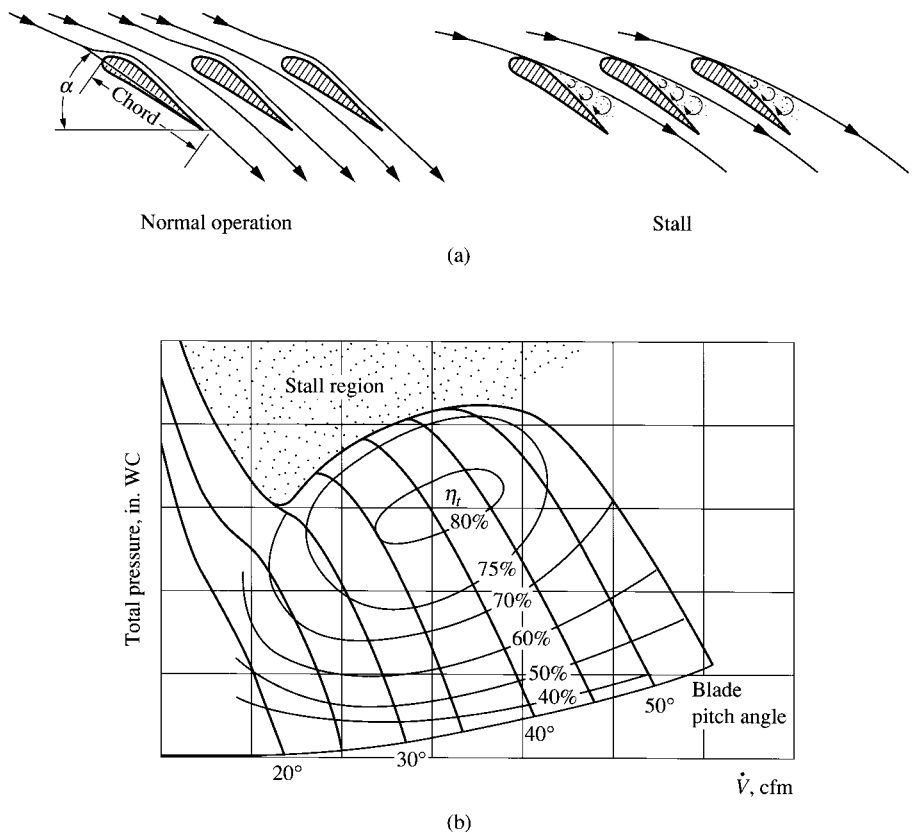 α
Chord
Normal operation
Stall
(a)
Stall region
Total pressure, in. WC
ηt
80%
75%
70%
60%
50%
40%
Blade
pitch angle
20°
30°
40°
50°
V̇, cfm
(b)